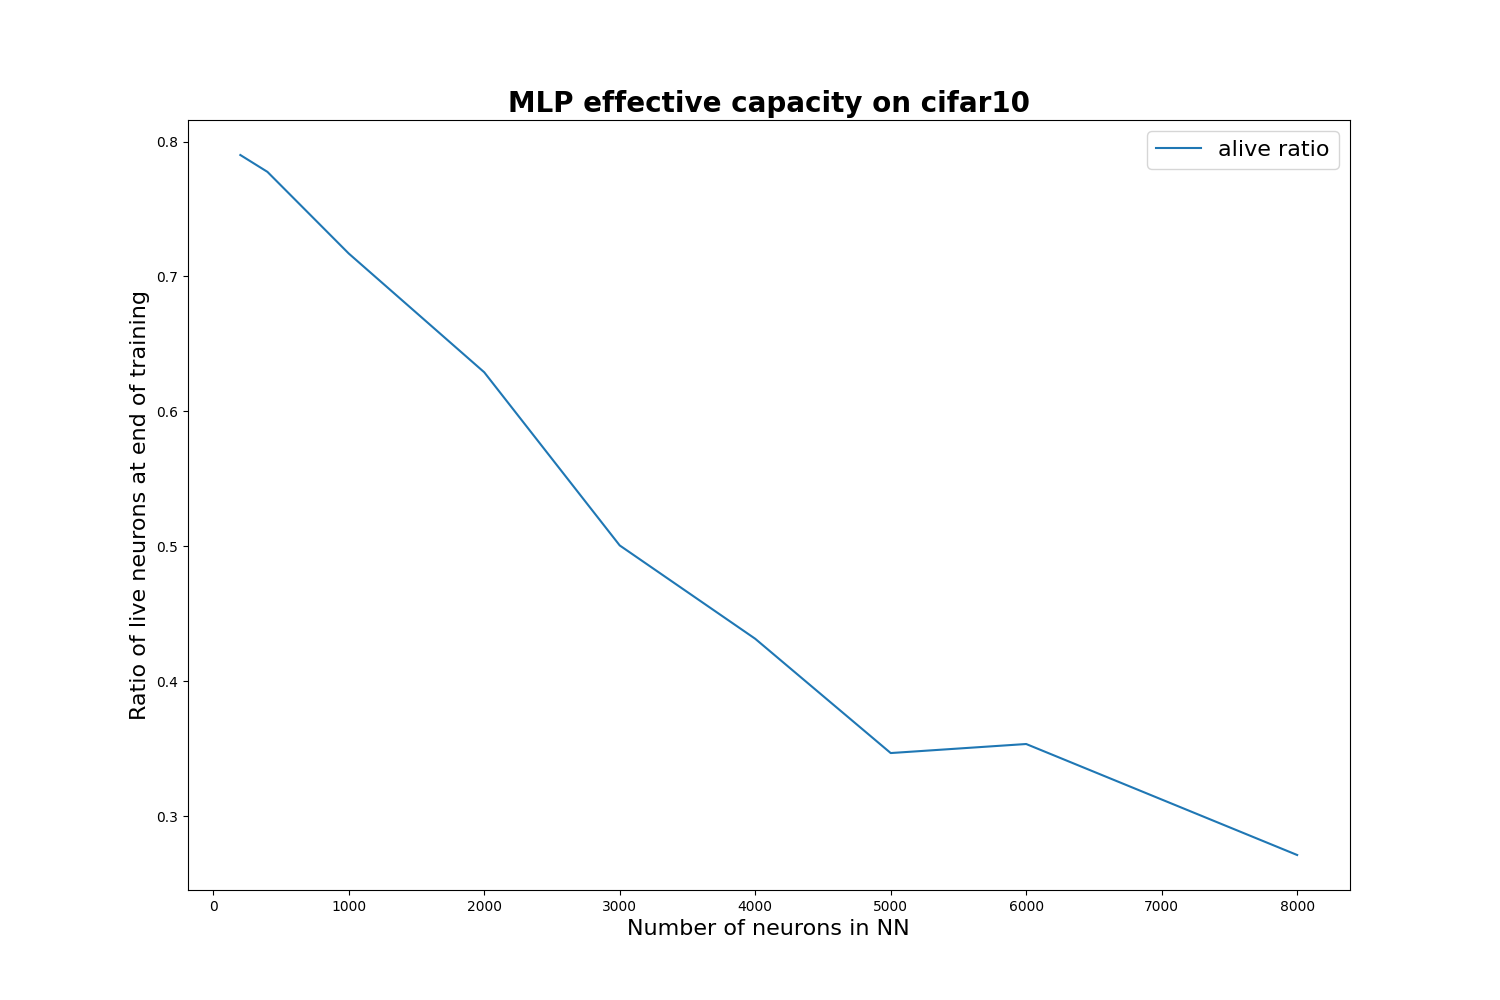 MLP effective capacity on cifar10
alive ratio
Ratio of live neurons at end of training
0.8
0.7
0.6
0.5
0.4
0.3
0 1000 2000 3000 4000 5000 6000 7000 8000
Number of neurons in NN